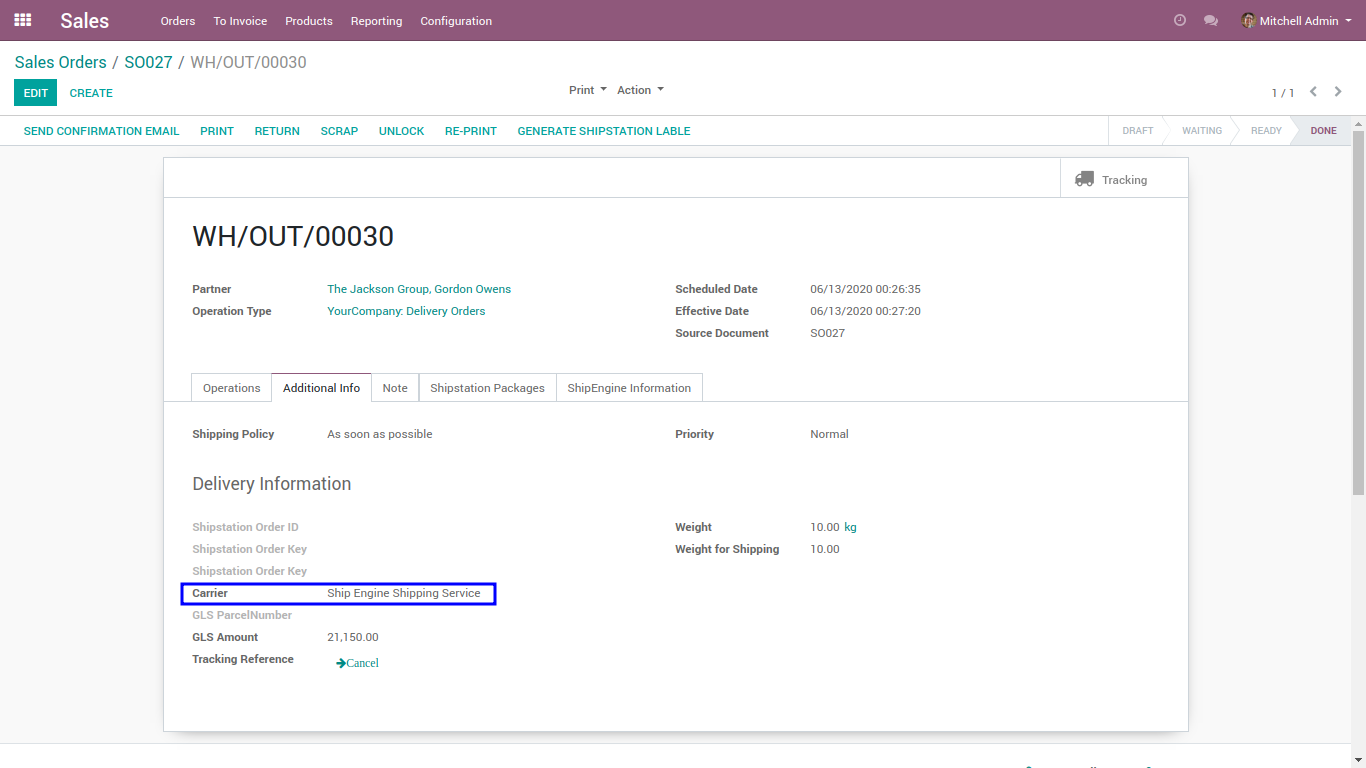 Sales Orders To Invoice Products Reporting Configuration Mitchell Admin
Sales Orders / SO027 / WH/OUT/00030
EDIT CREATE Print Action 1 / 1
SEND CONFIRMATION EMAIL PRINT RETURN SCRAP UNLOCK RE-PRINT GENERATE SHIPSTATION LABLE DRAFT WAITING READY DONE
Tracking
WH/OUT/00030
Partner The Jackson Group, Gordon Owens Scheduled Date 06/13/2020 00:26:35
Operation Type YourCompany: Delivery Orders Effective Date 06/13/2020 00:27:20
Source Document SO027
Operations Additional Info Note Shipstation Packages ShipEngine Information
Shipping Policy As soon as possible Priority Normal
Delivery Information
Shipstation Order ID Weight 10.00 kg
Shipstation Order Key Weight for Shipping 10.00
Shipstation Order Key
Carrier Ship Engine Shipping Service
GLS ParcelNumber
GLS Amount 21,150.00
Tracking Reference Cancel